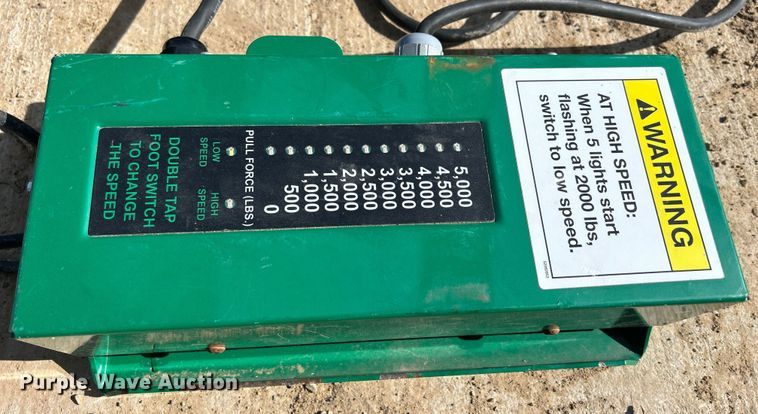 WARNING
AT HIGH SPEED:
When 5 lights start
flashing at 2000 lbs,
switch to low speed.
5,000
4,500
4,000
3,500
3,000
2,500
2,000
1,500
1,000
500
0
PULL FORCE (LBS.)
LOW
SPEED
HIGH
SPEED
DOUBLE TAP
FOOT SWITCH
TO CHANGE
THE SPEED
Purple Wave Auction